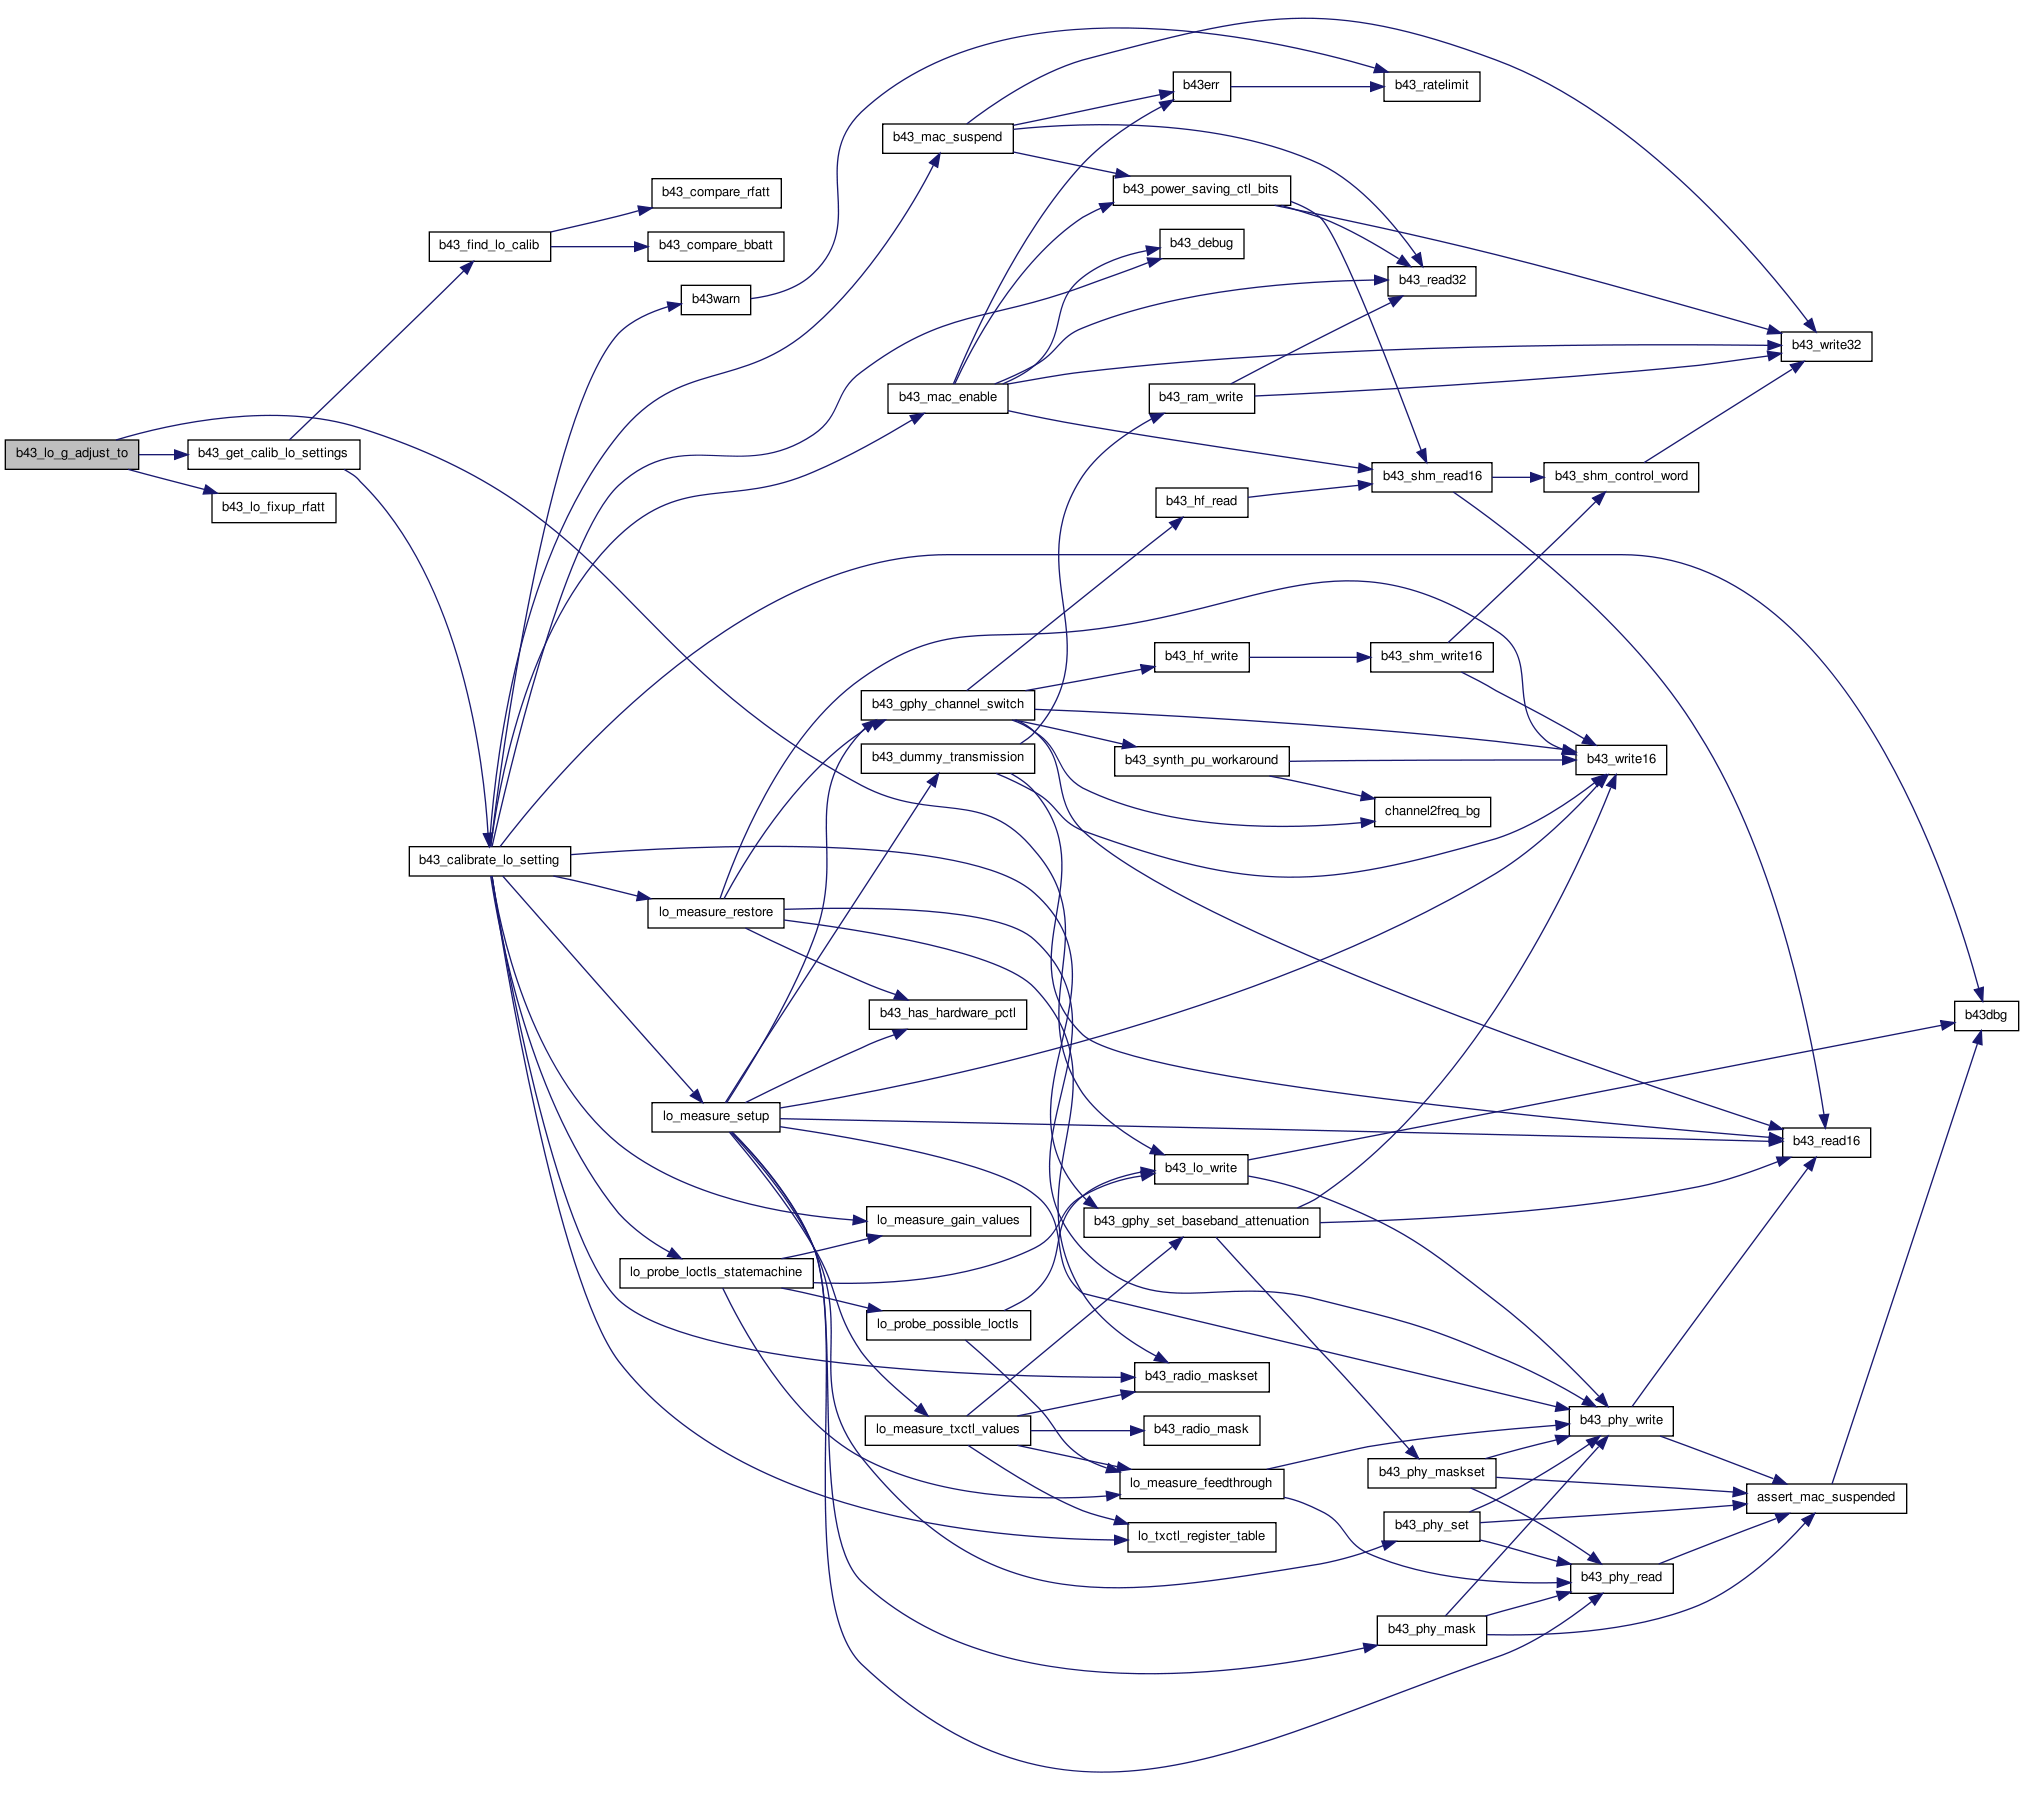 b43_ratelimit
b43err
b43_mac_suspend
b43_compare_rfatt
b43_power_saving_ctl_bits
b43_find_lo_calib
b43_compare_bbatt
b43_debug
b43_read32
b43warn
b43_write32
b43_mac_enable
b43_ram_write
b43_lo_g_adjust_to
b43_get_calib_lo_settings
b43_shm_read16
b43_shm_control_word
b43_lo_fixup_rfatt
b43_hf_read
b43_hf_write
b43_shm_write16
b43_gphy_channel_switch
b43_dummy_transmission
b43_synth_pu_workaround
b43_write16
channel2freq_bg
b43_calibrate_lo_setting
lo_measure_restore
b43_has_hardware_pctl
b43dbg
lo_measure_setup
b43_read16
b43_lo_write
lo_measure_gain_values
b43_gphy_set_baseband_attenuation
lo_probe_loctls_statemachine
lo_probe_possible_loctls
b43_radio_maskset
lo_measure_txctl_values
b43_radio_mask
b43_phy_write
b43_phy_maskset
lo_measure_feedthrough
assert_mac_suspended
b43_phy_set
lo_txctl_register_table
b43_phy_read
b43_phy_mask